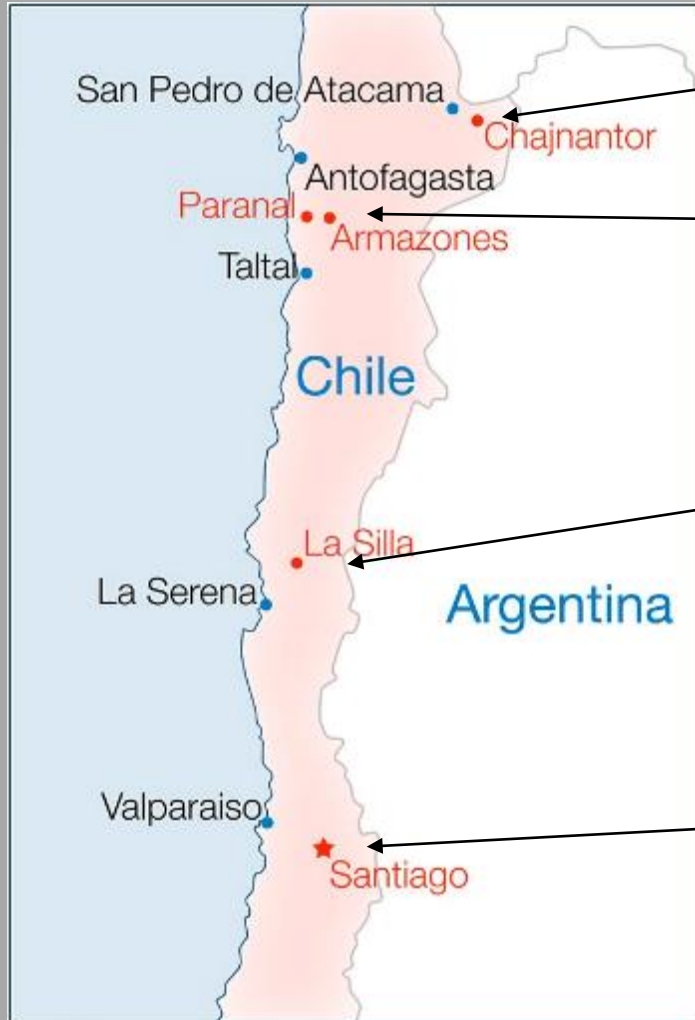 San Pedro de Atacama
Chajnantor
Antofagasta
Paranal
Armazones
Taltal
Chile
La Silla
La Serena
Argentina
Valparaiso
Santiago